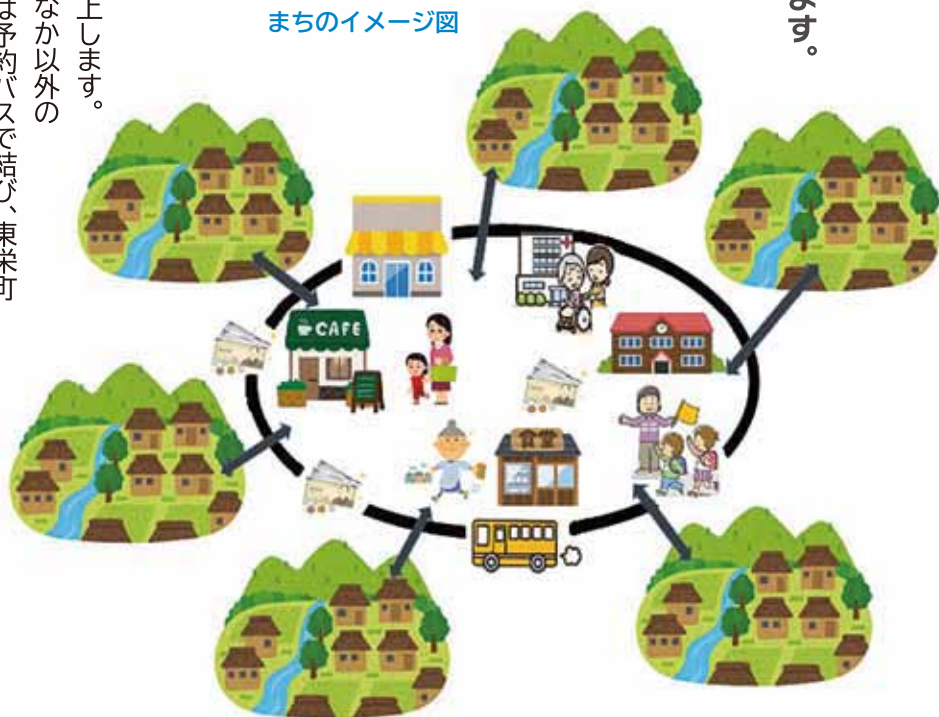 ます。
上します。
なか以外の
は予約バスで結び、東栄町
まちのイメージ図
CAFE
食堂